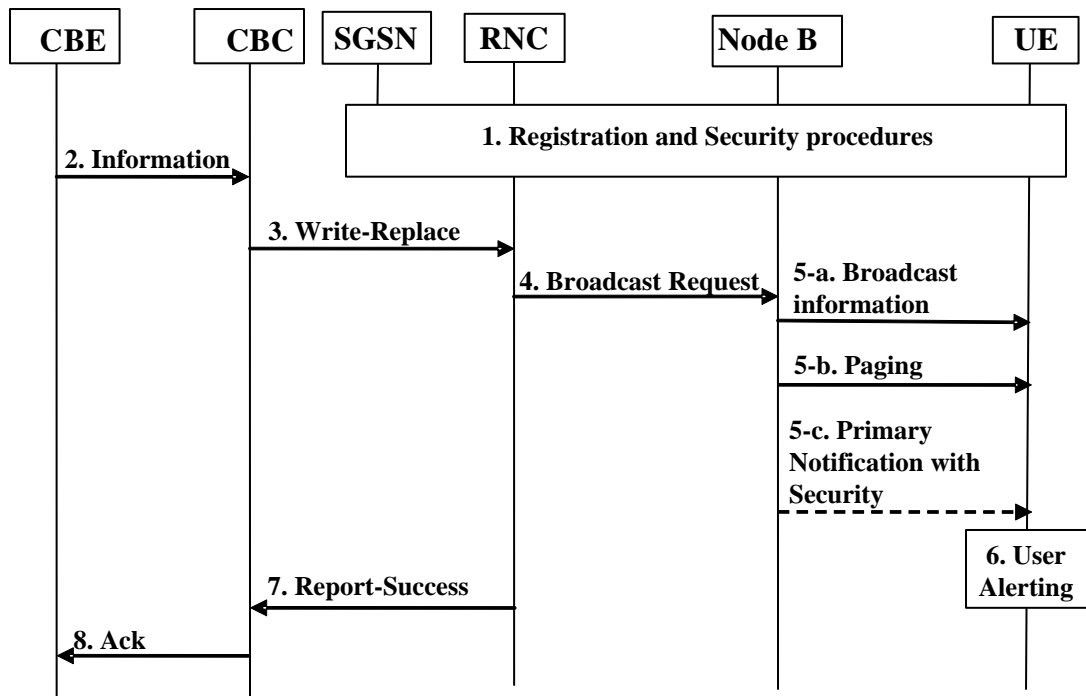 CBE
CBC
SGSN
RNC
Node B
UE
1. Registration and Security procedures
2. Information
3. Write-Replace
4. Broadcast Request
5-a. Broadcast
information
5-b. Paging
5-c. Primary
Notification with
Security
6. User
Alerting
7. Report-Success
8. Ack